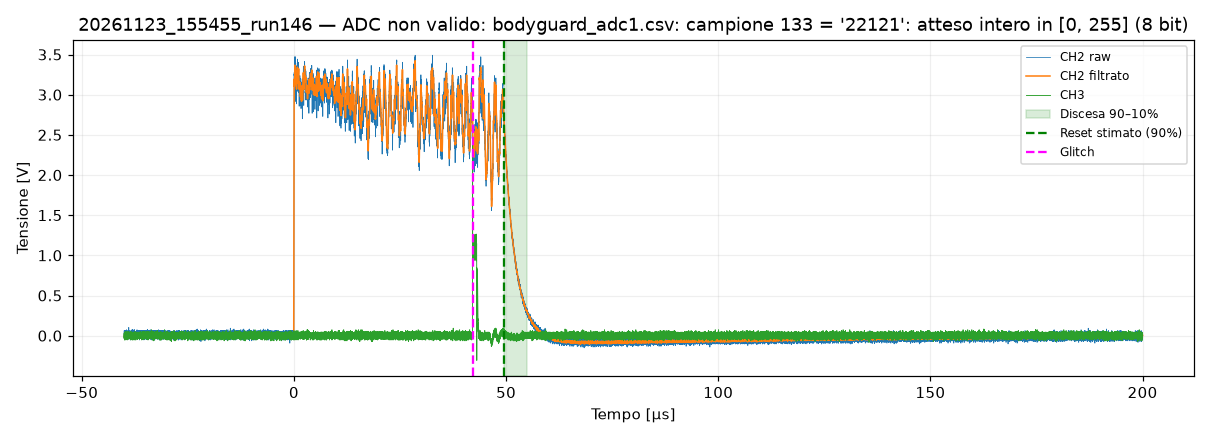 20261123_155455_run146 — ADC non valido: bodyguard_adc1.csv: campione 133 = '22121': atteso intero in [0, 255] (8 bit)
Tensione [V]
3.5
3.0
2.5
2.0
1.5
1.0
0.5
0.0
CH2 raw
CH2 filtrato
CH3
Discesa 90–10%
Reset stimato (90%)
Glitch
−50
0
50
100
150
200
Tempo [µs]